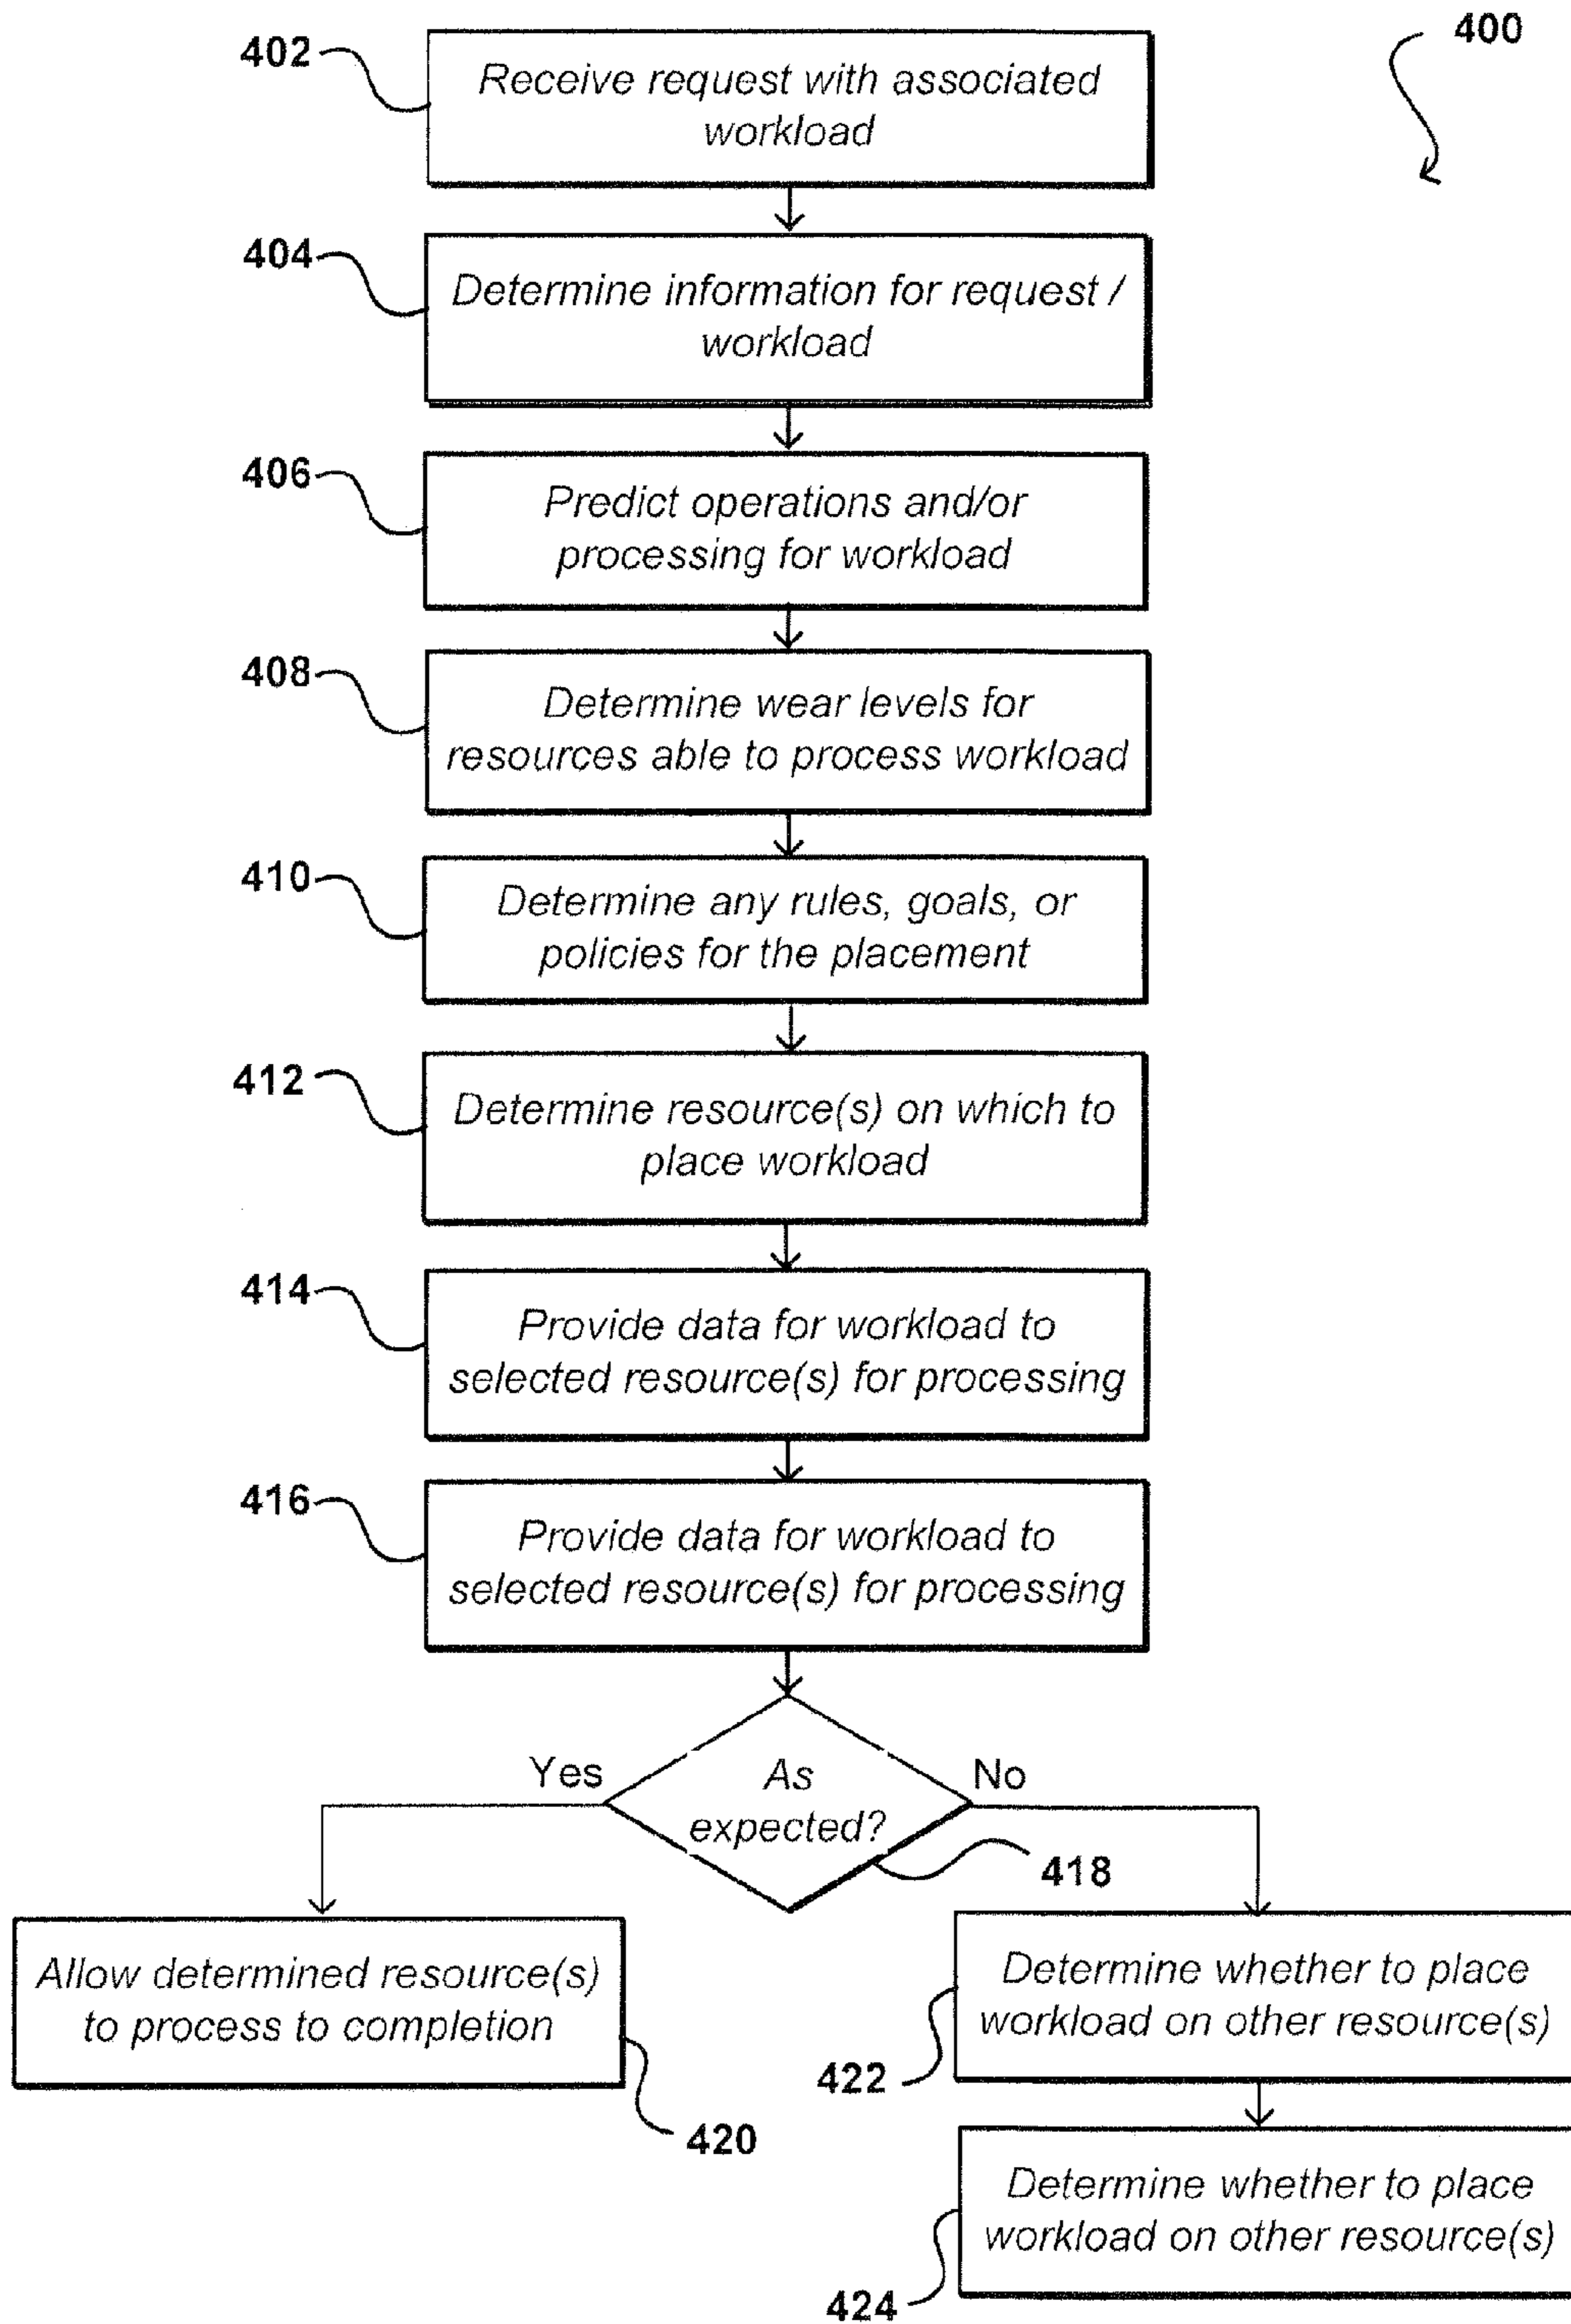 400
402
Receive request with associated
workload
404
Determine information for request /
workload
406
Predict operations and/or
processing for workload
408
Determine wear levels for
resources able to process workload
410
Determine any rules, goals, or
policies for the placement
412
Determine resource(s) on which to
place workload
414
Provide data for workload to
selected resource(s) for processing
416
Provide data for workload to
selected resource(s) for processing
Yes
As
expected?
No
418
Allow determined resource(s)
to process to completion
420
Determine whether to place
workload on other resource(s)
422
Determine whether to place
workload on other resource(s)
424